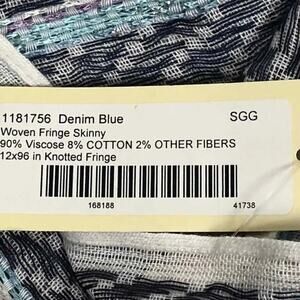 1181756 Denim Blue SGG
Woven Fringe Skinny
90% Viscose 8% COTTON 2% OTHER FIBERS
12x96 in Knotted Fringe
168188 41738